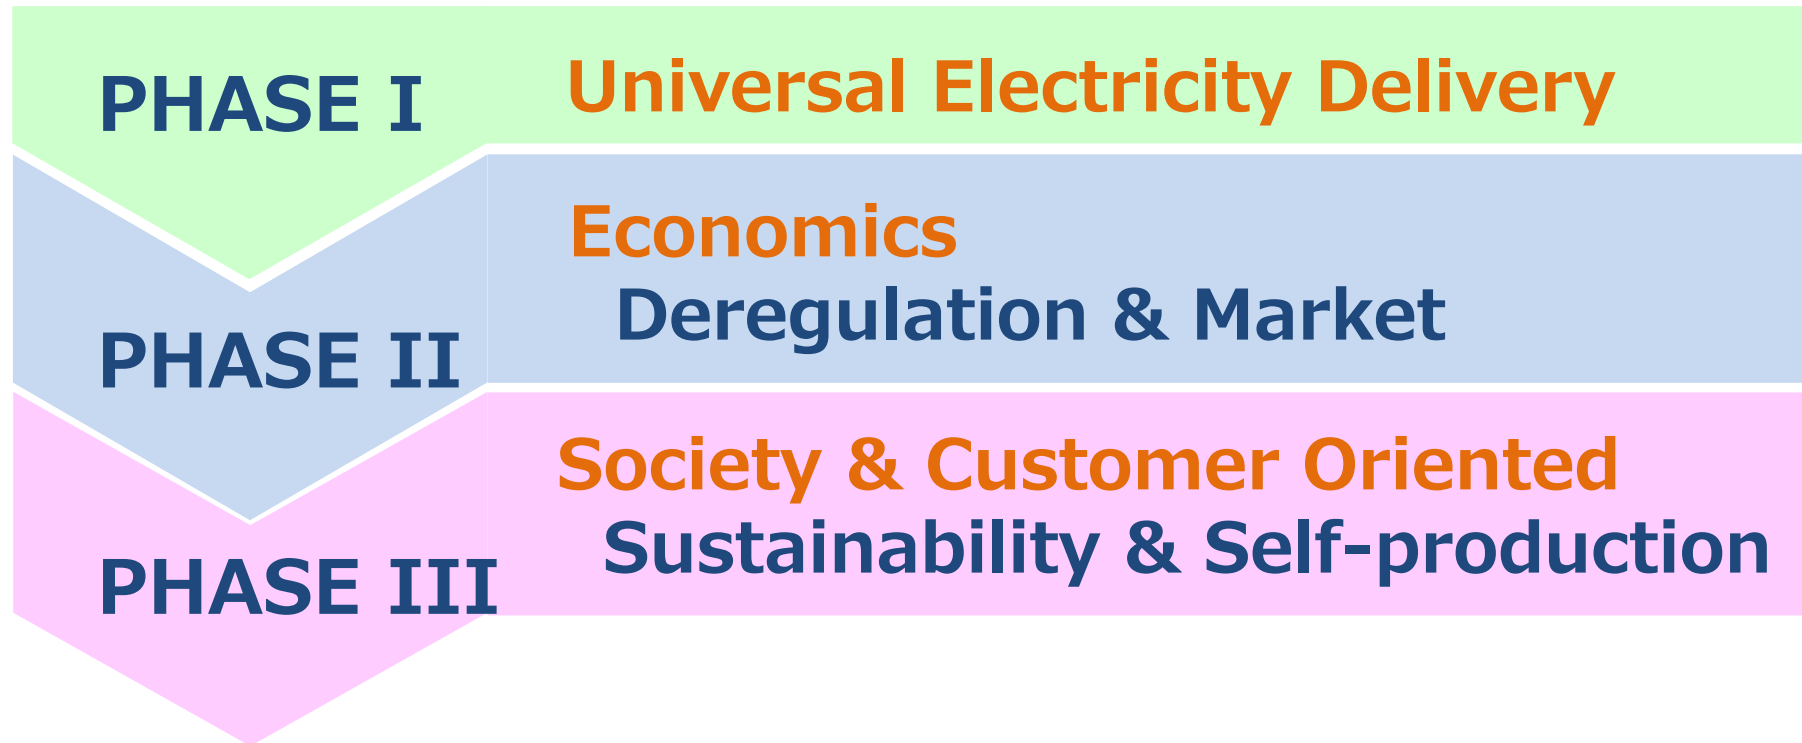 PHASE I
Universal Electricity Delivery
PHASE II
Economics
Deregulation & Market
PHASE III
Society & Customer Oriented
Sustainability & Self-production